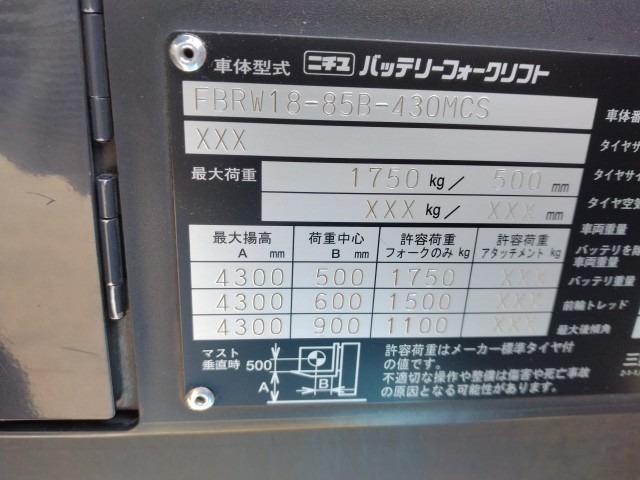 車体型式 ニチユ バッテリーフォークリフト
FBRW18-85B-430MCS
車体番
XXX
タイヤサ
最大荷重 1750 kg/ 500 mm
タイヤサイ
XXX kg/ XXX mm
タイヤ空気
車両重量
最大揚高 A mm 荷重中心 B mm 許容荷重 フォークのみ kg 許容荷重 アタッチメント kg
バッテリを除
車両重量
4300 500 1750 XXX
バッテリ重量
4300 600 1500 XXX
前輪トレッド
4300 900 1100 XXX
最大後傾角
マスト
垂直時 500
A
B
許容荷重はメーカー標準タイヤ付
の値です。
不適切な操作や整備は傷害や死亡事故
の原因となる可能性があります。
三